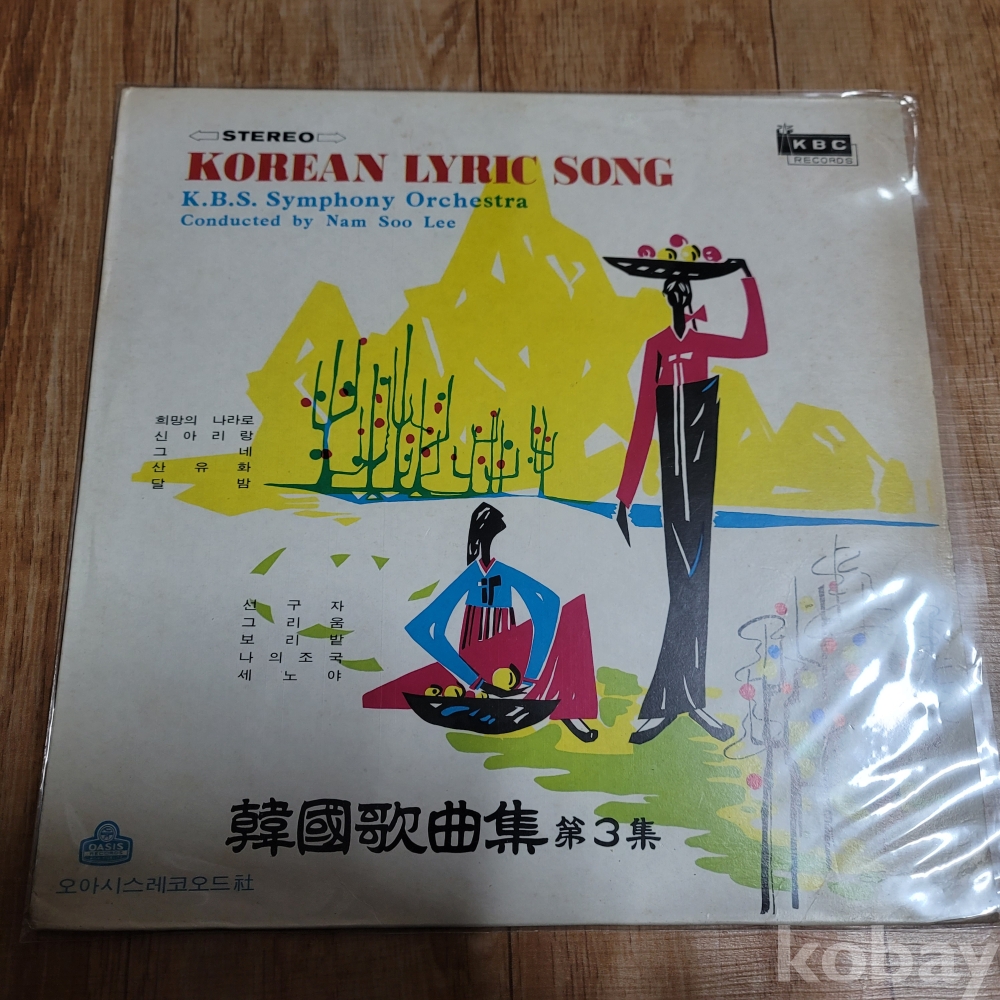 STEREO
KBC
RECORDS
KOREAN LYRIC SONG
K.B.S. Symphony Orchestra
Conducted by Nam Soo Lee
희망의 나라로
신 아 리 랑
그 네
산 유 화
달 밤
선 구 자
그 리 움
보 리 밭
나 의 조 국
세 노 야
韓國歌曲集 第3集
OASIS
RECORDS
오아시스레코오드社
kobay